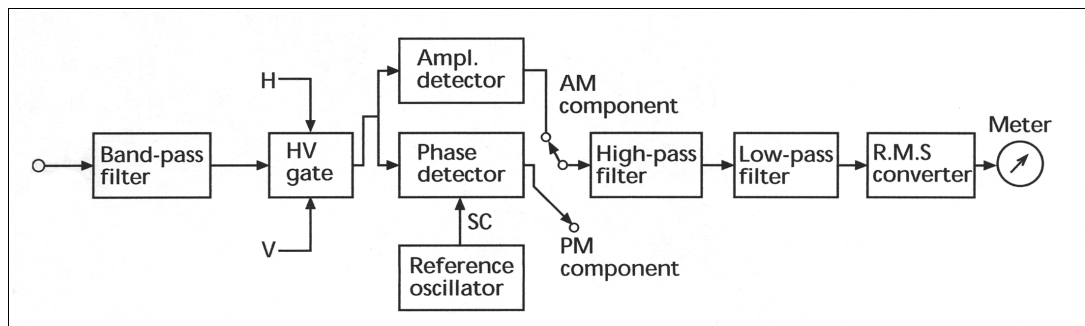 Band-pass
filter
H
V
HV
gate
Ampl.
detector
Phase
detector
SC
Reference
oscillator
AM
component
PM
component
High-pass
filter
Low-pass
filter
R.M.S
converter
Meter